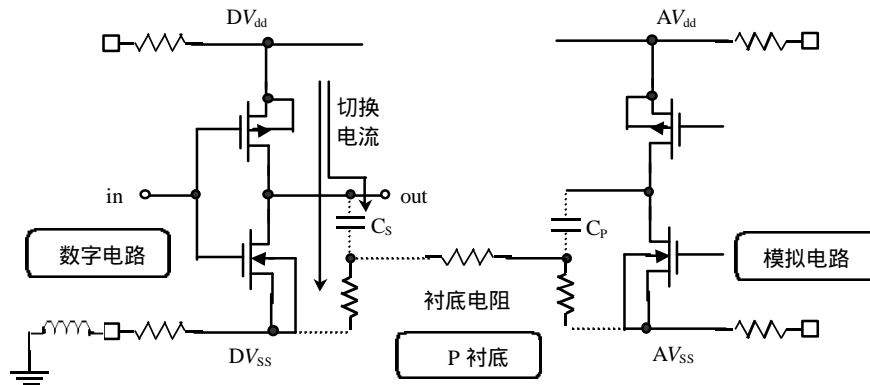 DVdd
AVdd
切换
电流
in
out
CS
CP
数字电路
模拟电路
衬底电阻
DVSS
P 衬底
AVSS